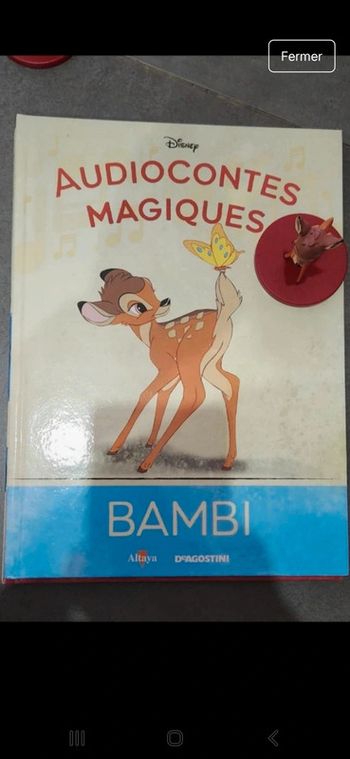 Fermer
Disney
AUDIOCONTES
MAGIQUES
BAMBI
Altaya DeAGOSTINI